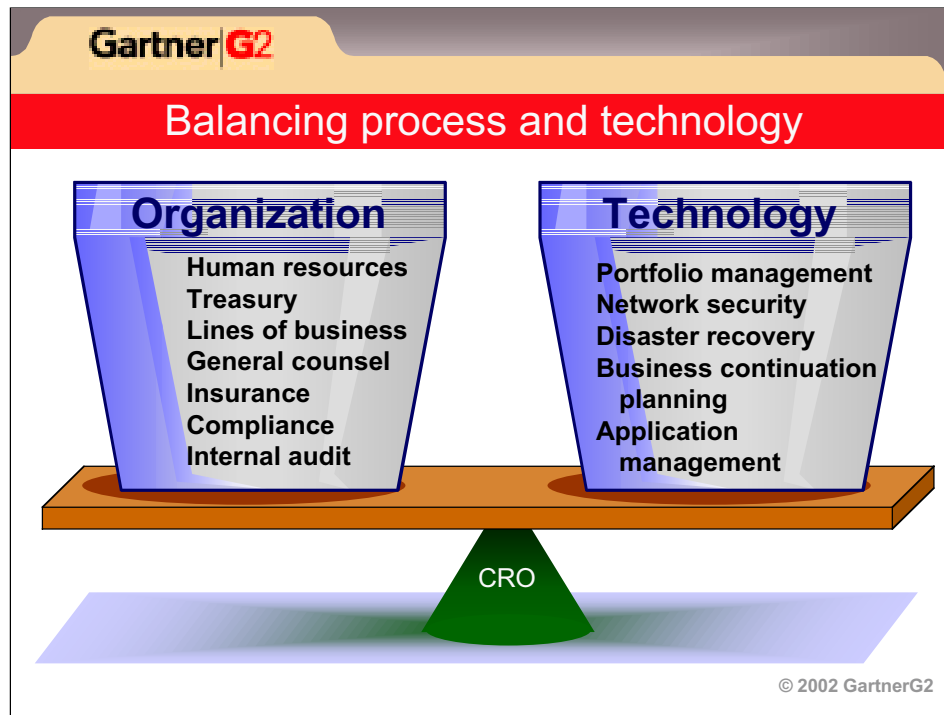 Gartner G2
Balancing process and technology
Organization
Human resources
Treasury
Lines of business
General counsel
Insurance
Compliance
Internal audit
Technology
Portfolio management
Network security
Disaster recovery
Business continuation
planning
Application
management
CRO
© 2002 GartnerG2